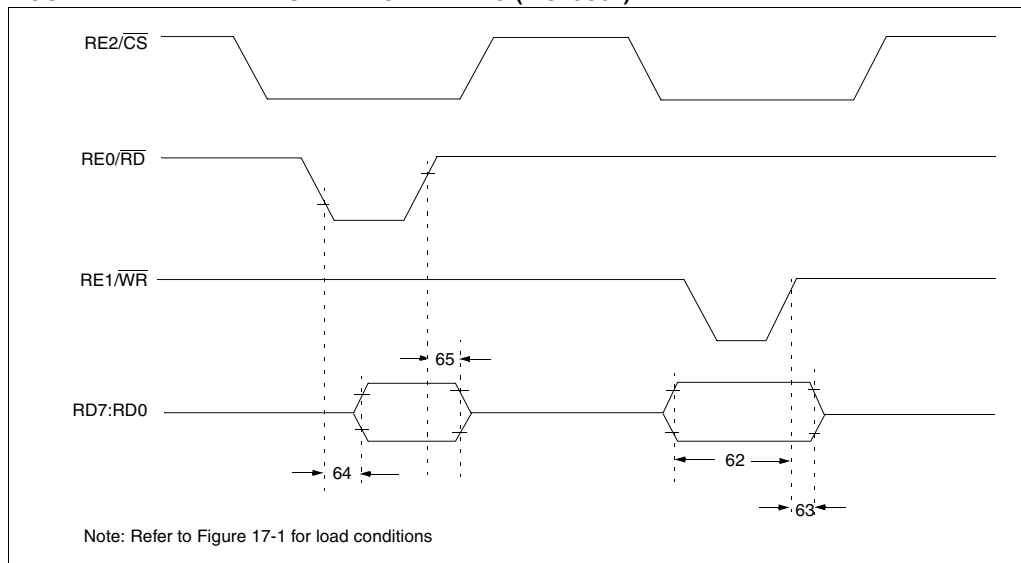 RE2/CS
RE0/RD
RE1/WR
65
RD7:RD0
62
64
63
Note: Refer to Figure 17-1 for load conditions